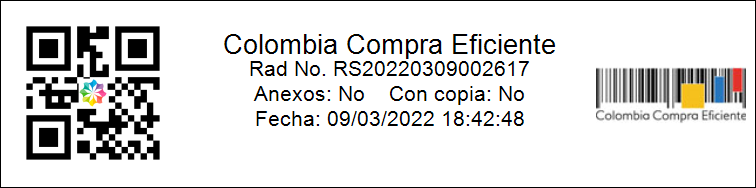 Colombia Compra Eficiente
Rad No. RS20220309002617
Anexos: No    Con copia: No
Fecha: 09/03/2022 18:42:48
Colombia Compra Eficiente